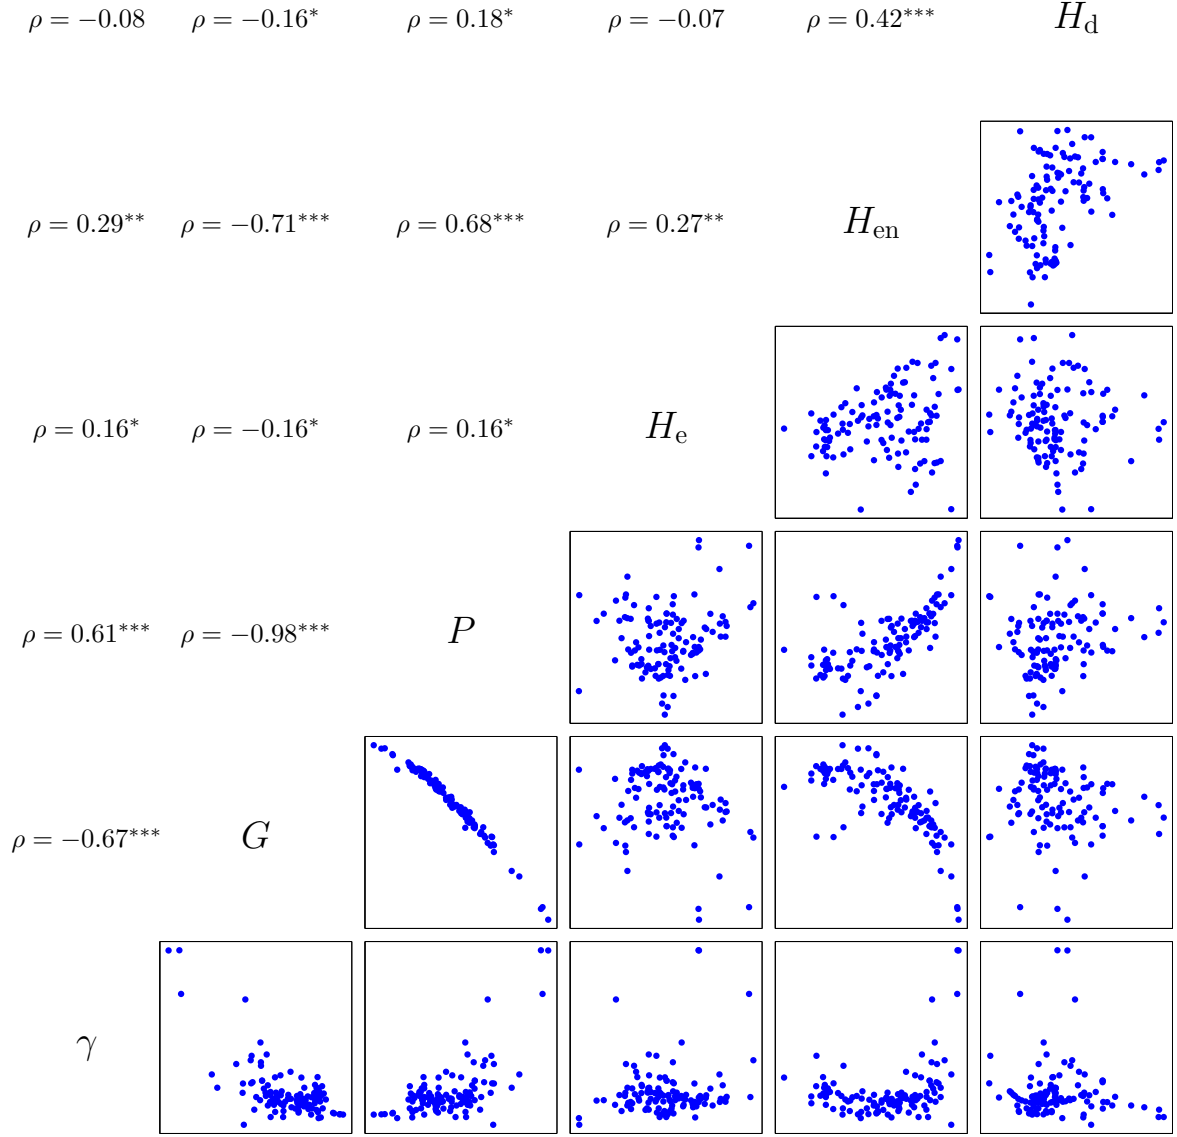 ρ = −0.08 ρ = −0.16* ρ = 0.18* ρ = −0.07 ρ = 0.42*** H_d
ρ = 0.29** ρ = −0.71*** ρ = 0.68*** ρ = 0.27** H_en
ρ = 0.16* ρ = −0.16* ρ = 0.16* H_e
ρ = 0.61*** ρ = −0.98*** P
ρ = −0.67*** G
γ